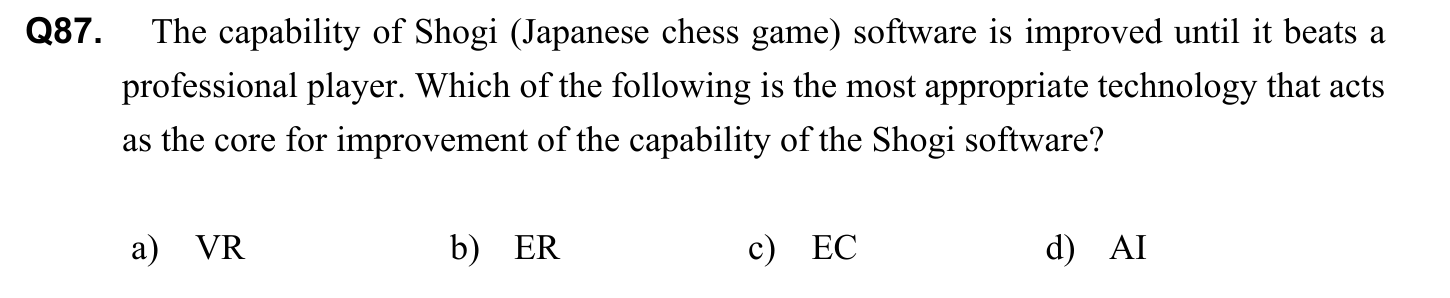 Q87. The capability of Shogi (Japanese chess game) software is improved until it beats a
professional player. Which of the following is the most appropriate technology that acts
as the core for improvement of the capability of the Shogi software?
a) VR b) ER c) EC d) AI